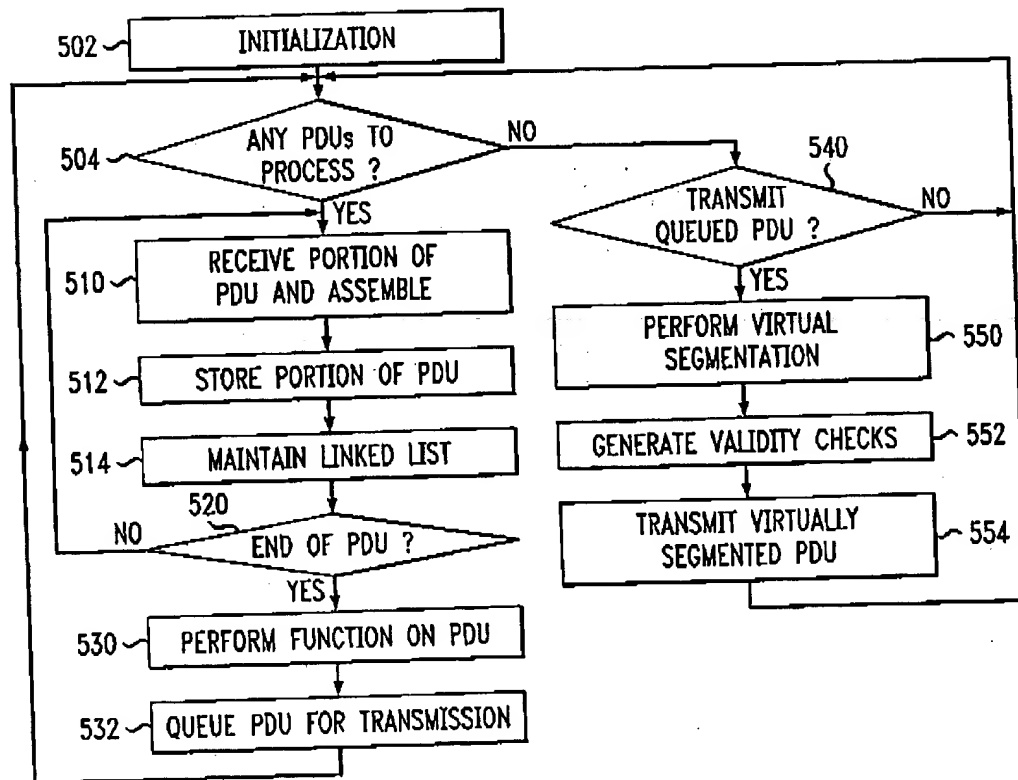 502
INITIALIZATION
504
ANY PDUs TO
PROCESS ?
NO
YES
540
TRANSMIT
QUEUED PDU ?
NO
YES
510
RECEIVE PORTION OF
PDU AND ASSEMBLE
512
STORE PORTION OF PDU
514
MAINTAIN LINKED LIST
520
END OF PDU ?
NO
YES
530
PERFORM FUNCTION ON PDU
532
QUEUE PDU FOR TRANSMISSION
PERFORM VIRTUAL
SEGMENTATION
550
GENERATE VALIDITY CHECKS
552
TRANSMIT VIRTUALLY
SEGMENTED PDU
554